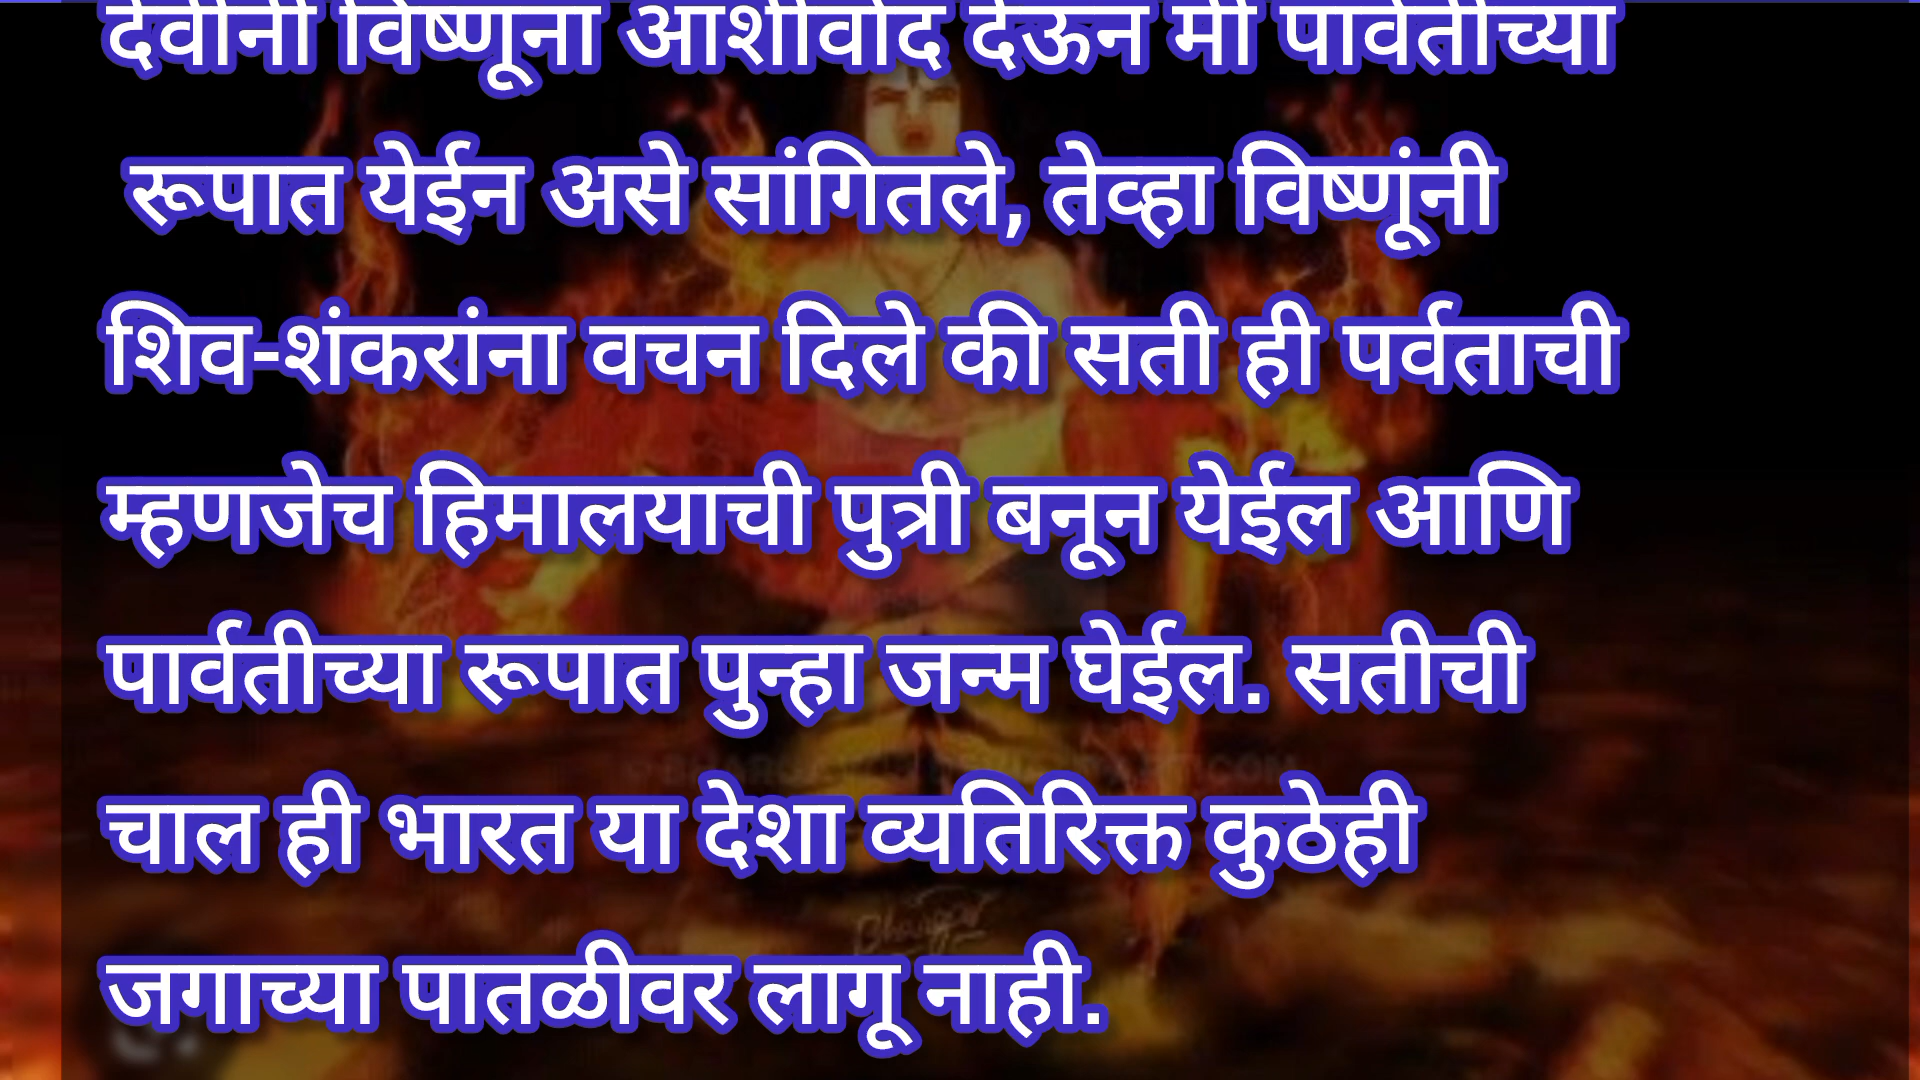 देवींनी विष्णूंना आशीर्वाद देऊन मी पार्वतीच्या
रूपात येईन असे सांगितले, तेव्हा विष्णूंनी
शिव-शंकरांना वचन दिले की सती ही पर्वताची
म्हणजेच हिमालयाची पुत्री बनून येईल आणि
पार्वतीच्या रूपात पुन्हा जन्म घेईल. सतीची
चाल ही भारत या देशा व्यतिरिक्त कुठेही
जगाच्या पातळीवर लागू नाही.